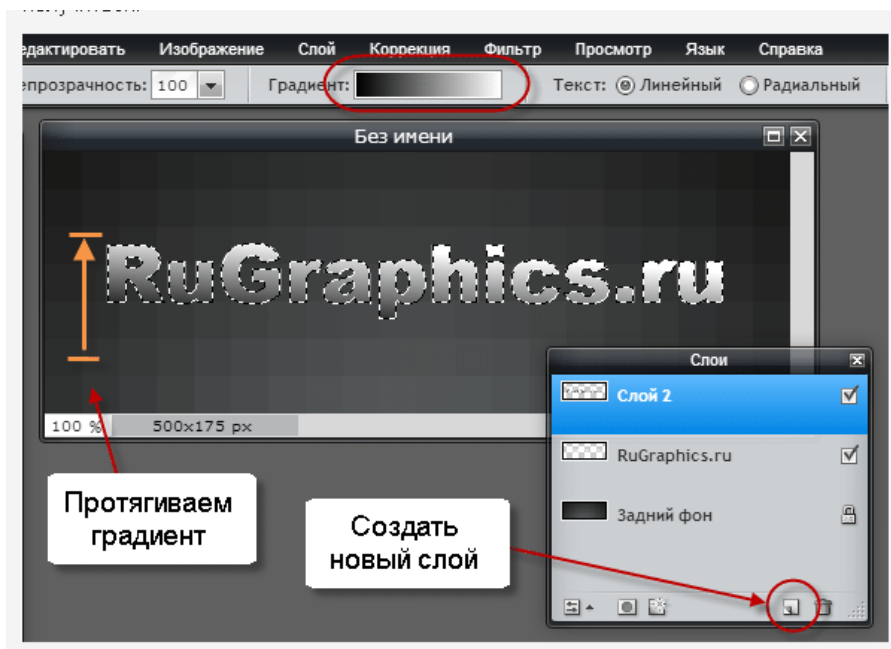 едактировать Изображение Слой Коррекция Фильтр Просмотр Язык Справка
епрозрачность: 100 Градиент: Текст: Линейный Радиальный
Без имени
RuGraphics.ru
100 % 500x175 px
Слои
Слой 2
RuGraphics.ru
Задний фон
Протягиваем
градиент
Создать
новый слой